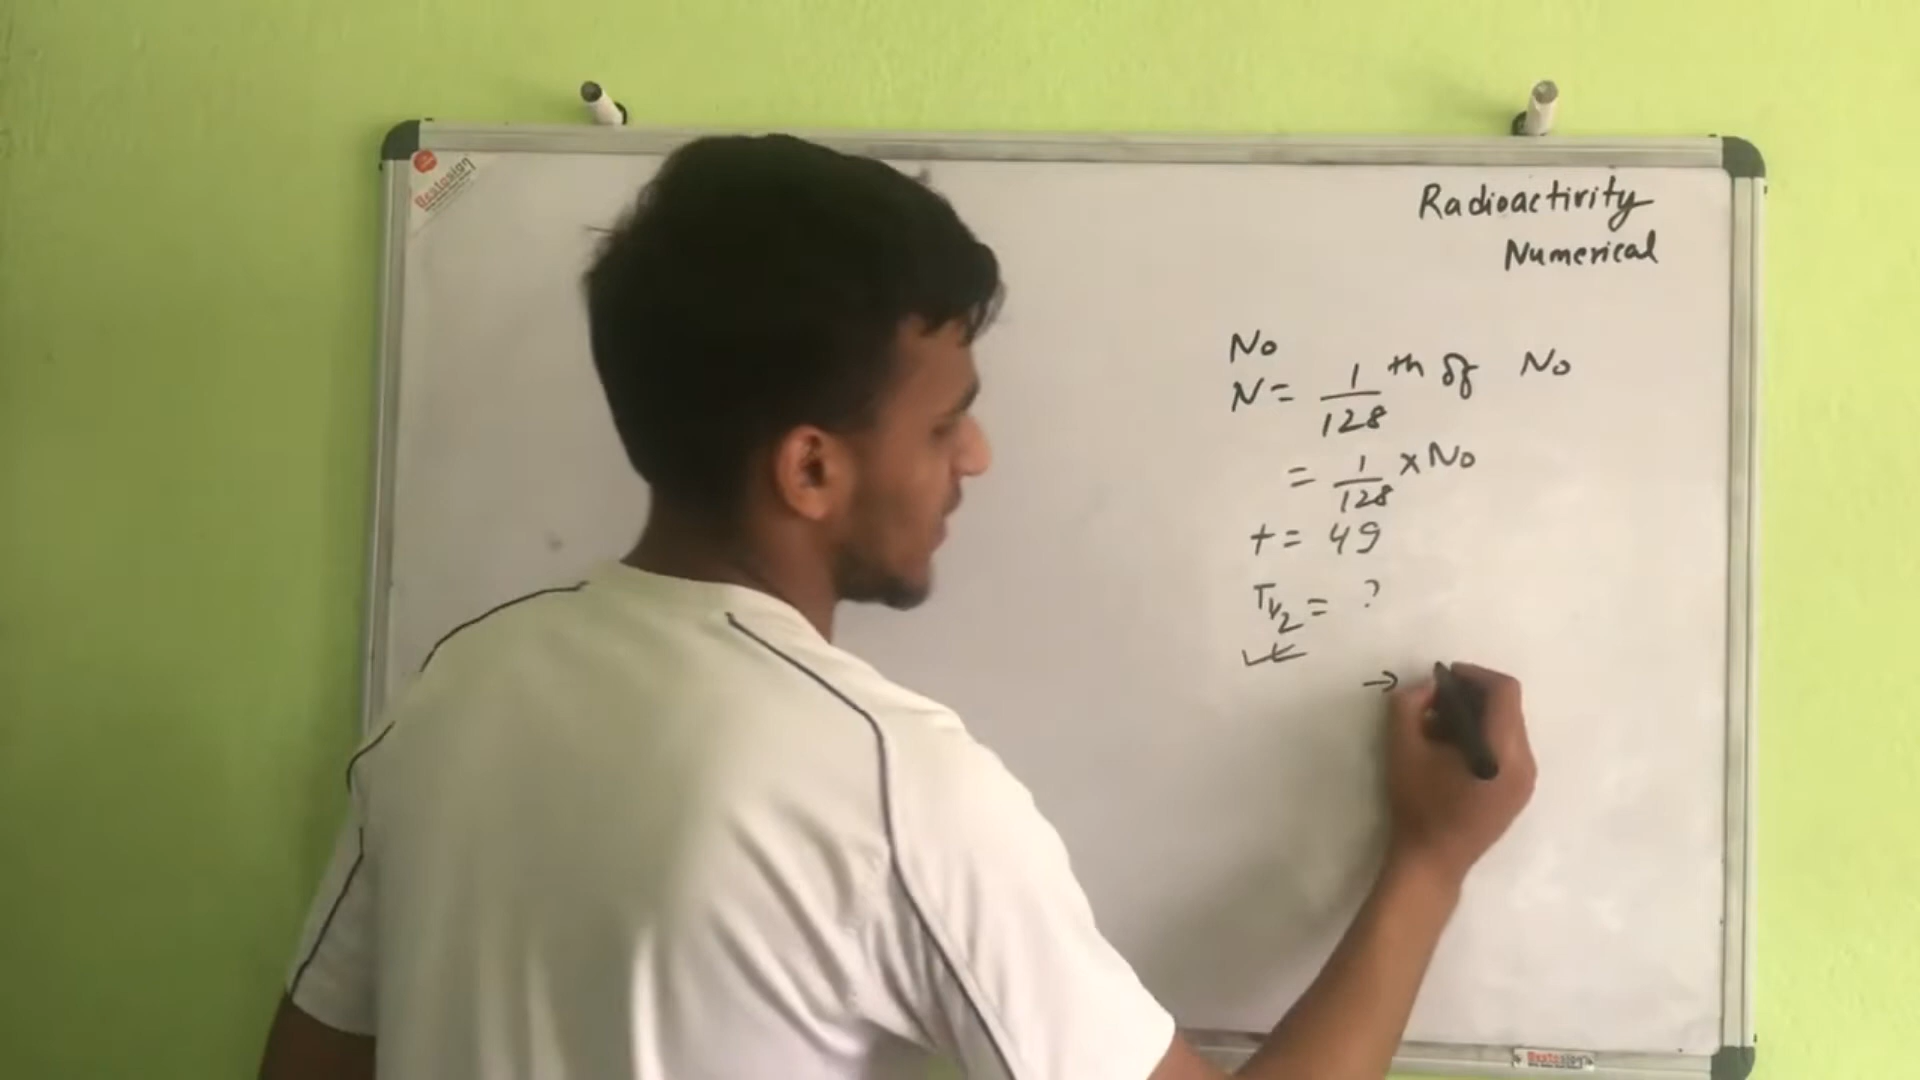 Radioactivity
Numerical
No
N = 1/128 th of No
= 1/128 × No
t = 49
T1/2 = ?
→